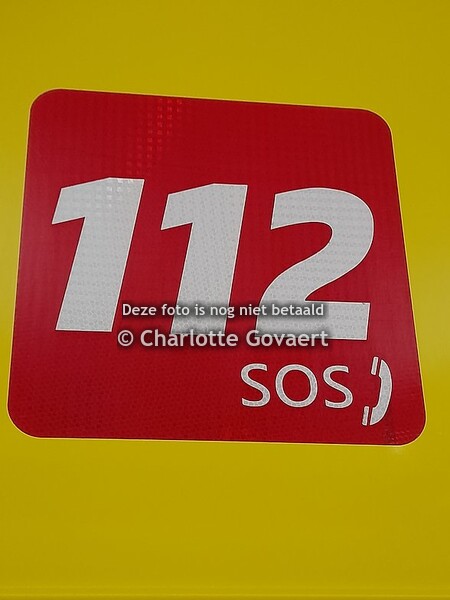 112
Deze foto is nog niet betaald
© Charlotte Govaert
SOS